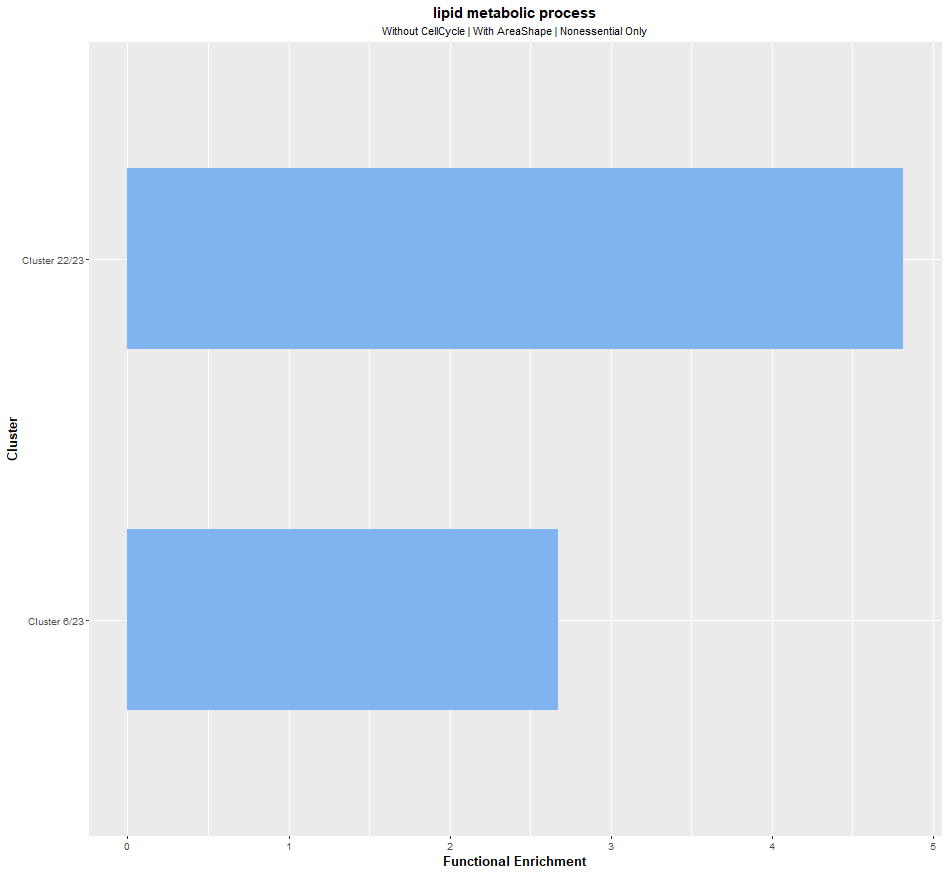 lipid metabolic process
Without CellCycle | With AreaShape | Nonessential Only
Cluster 22/23
Cluster
Cluster 6/23
0 1 2 3 4 5
Functional Enrichment